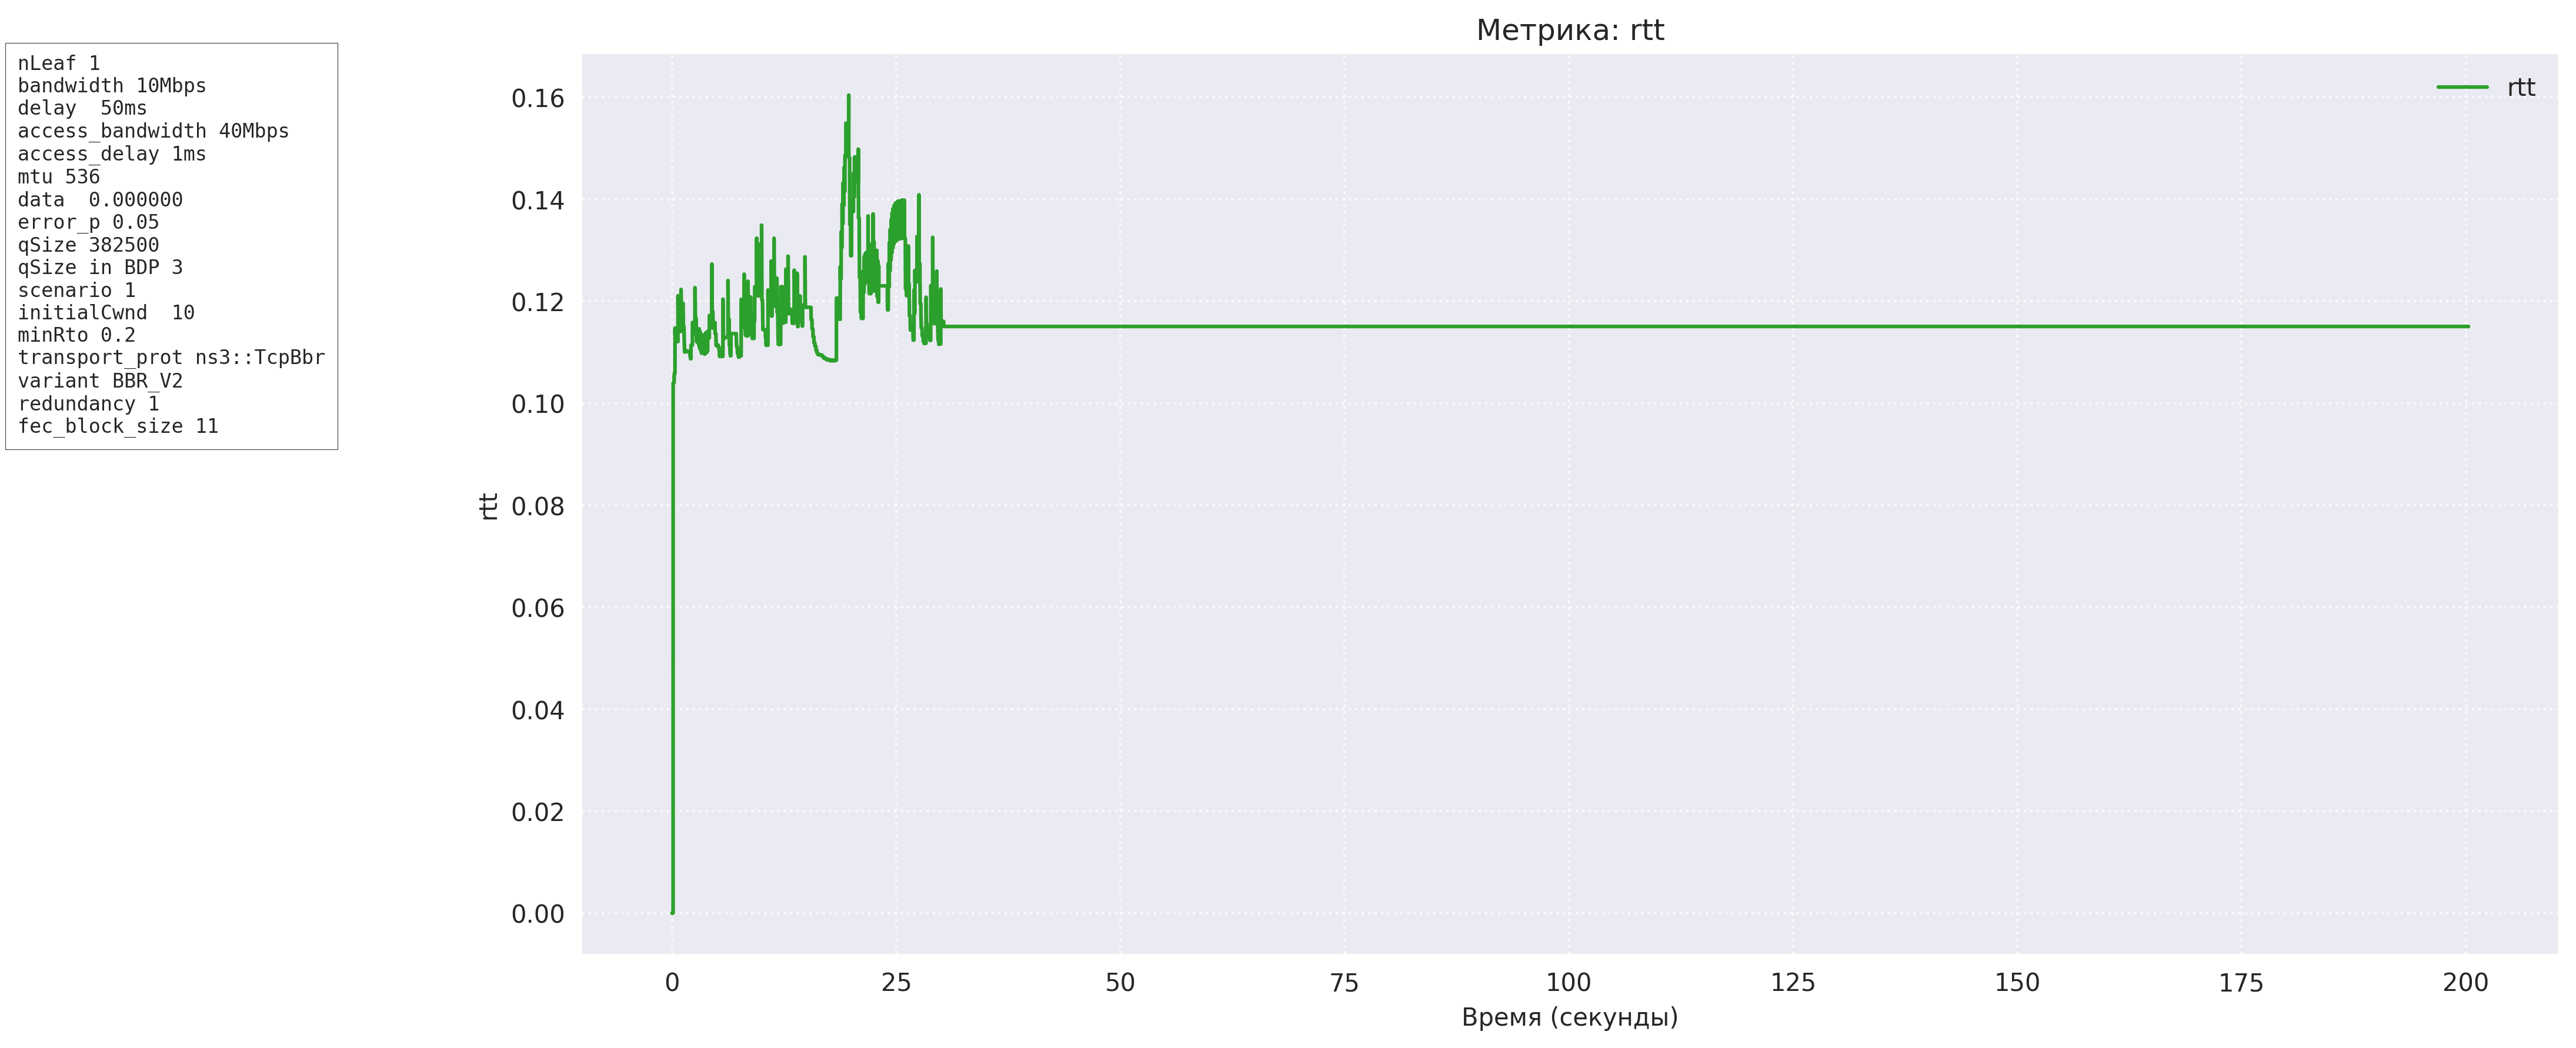 Метрика: rtt
nLeaf 1
bandwidth 10Mbps
delay  50ms
access_bandwidth 40Mbps
access_delay 1ms
mtu 536
data  0.000000
error_p 0.05
qSize 382500
qSize in BDP 3
scenario 1
initialCwnd  10
minRto 0.2
transport_prot ns3::TcpBbr
variant BBR_V2
redundancy 1
fec_block_size 11
rtt
rtt
0.16
0.14
0.12
0.10
0.08
0.06
0.04
0.02
0.00
0 25 50 75 100 125 150 175 200
Время (секунды)